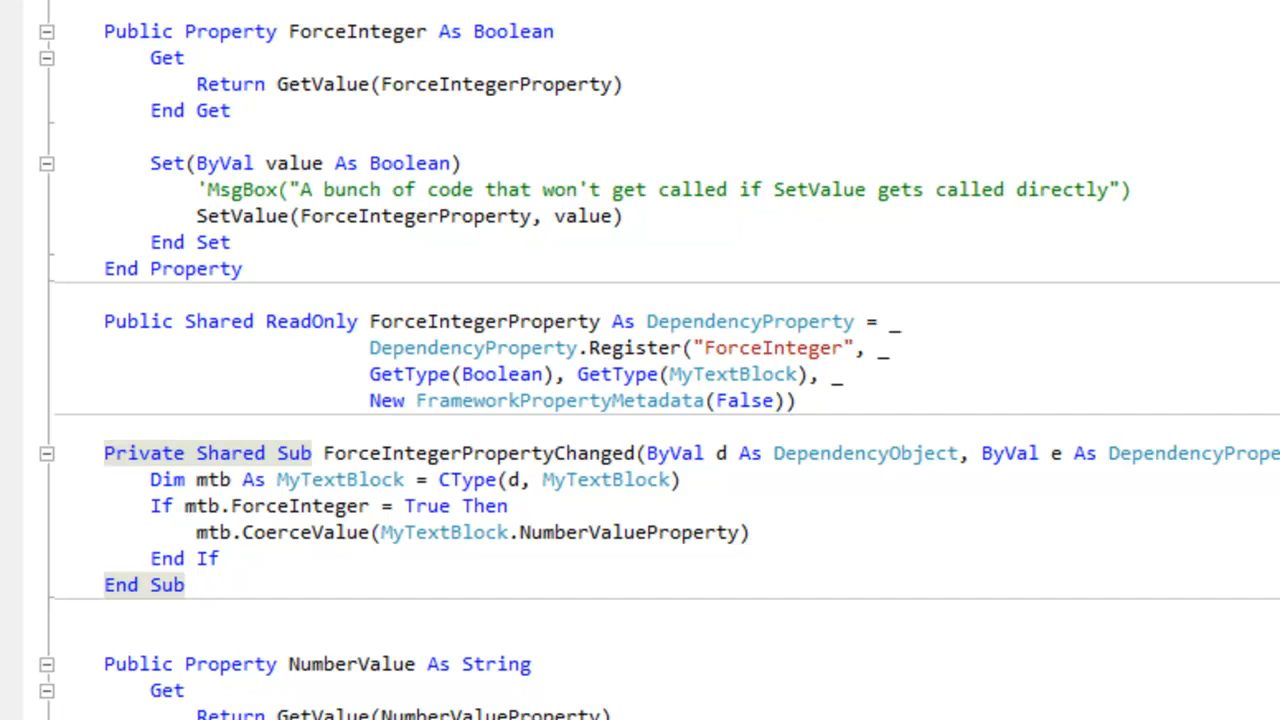 Public Property ForceInteger As Boolean
Get
Return GetValue(ForceIntegerProperty)
End Get
Set(ByVal value As Boolean)
'MsgBox("A bunch of code that won't get called if SetValue gets called directly")
SetValue(ForceIntegerProperty, value)
End Set
End Property
Public Shared ReadOnly ForceIntegerProperty As DependencyProperty = _
DependencyProperty.Register("ForceInteger", _
GetType(Boolean), GetType(MyTextBlock), _
New FrameworkPropertyMetadata(False))
Private Shared Sub ForceIntegerPropertyChanged(ByVal d As DependencyObject, ByVal e As DependencyPrope
Dim mtb As MyTextBlock = CType(d, MyTextBlock)
If mtb.ForceInteger = True Then
mtb.CoerceValue(MyTextBlock.NumberValueProperty)
End If
End Sub
Public Property NumberValue As String
Get
Return GetValue(NumberValueProperty)